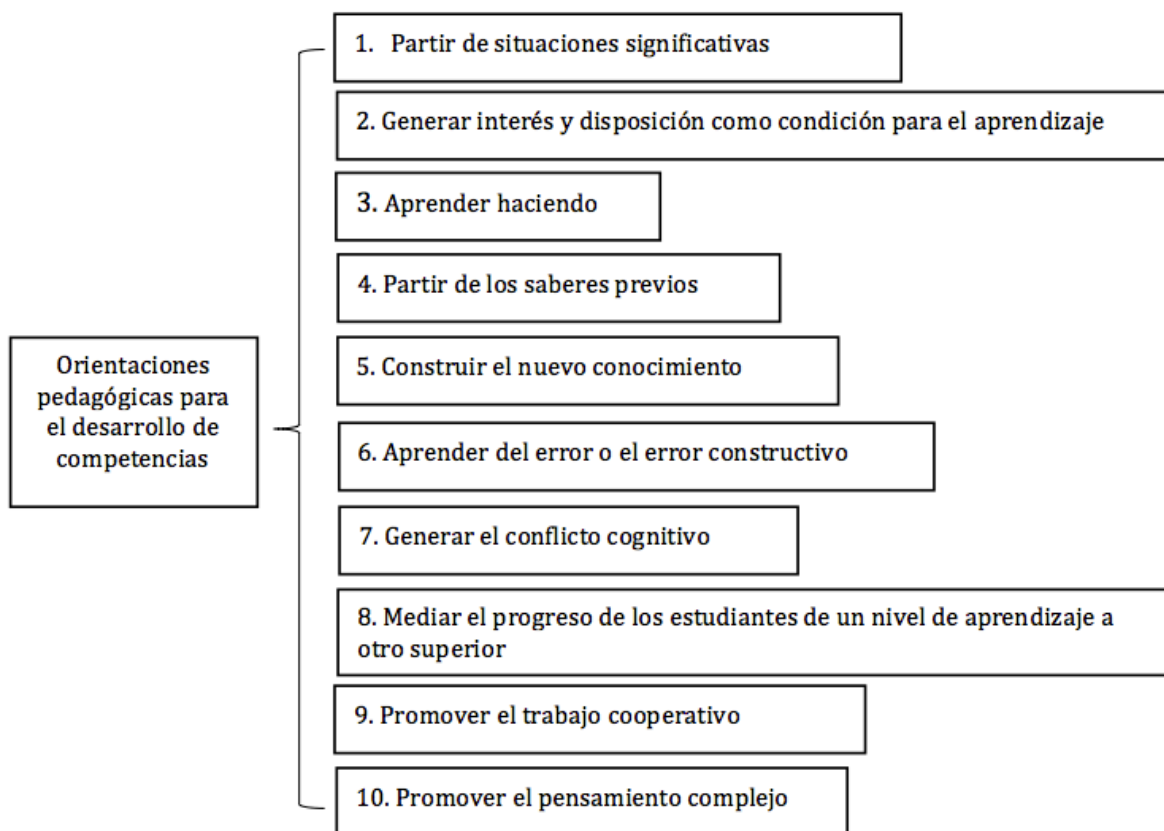 Orientaciones
pedagógicas para
el desarrollo de
competencias
1. Partir de situaciones significativas
2. Generar interés y disposición como condición para el aprendizaje
3. Aprender haciendo
4. Partir de los saberes previos
5. Construir el nuevo conocimiento
6. Aprender del error o el error constructivo
7. Generar el conflicto cognitivo
8. Mediar el progreso de los estudiantes de un nivel de aprendizaje a
otro superior
9. Promover el trabajo cooperativo
10. Promover el pensamiento complejo